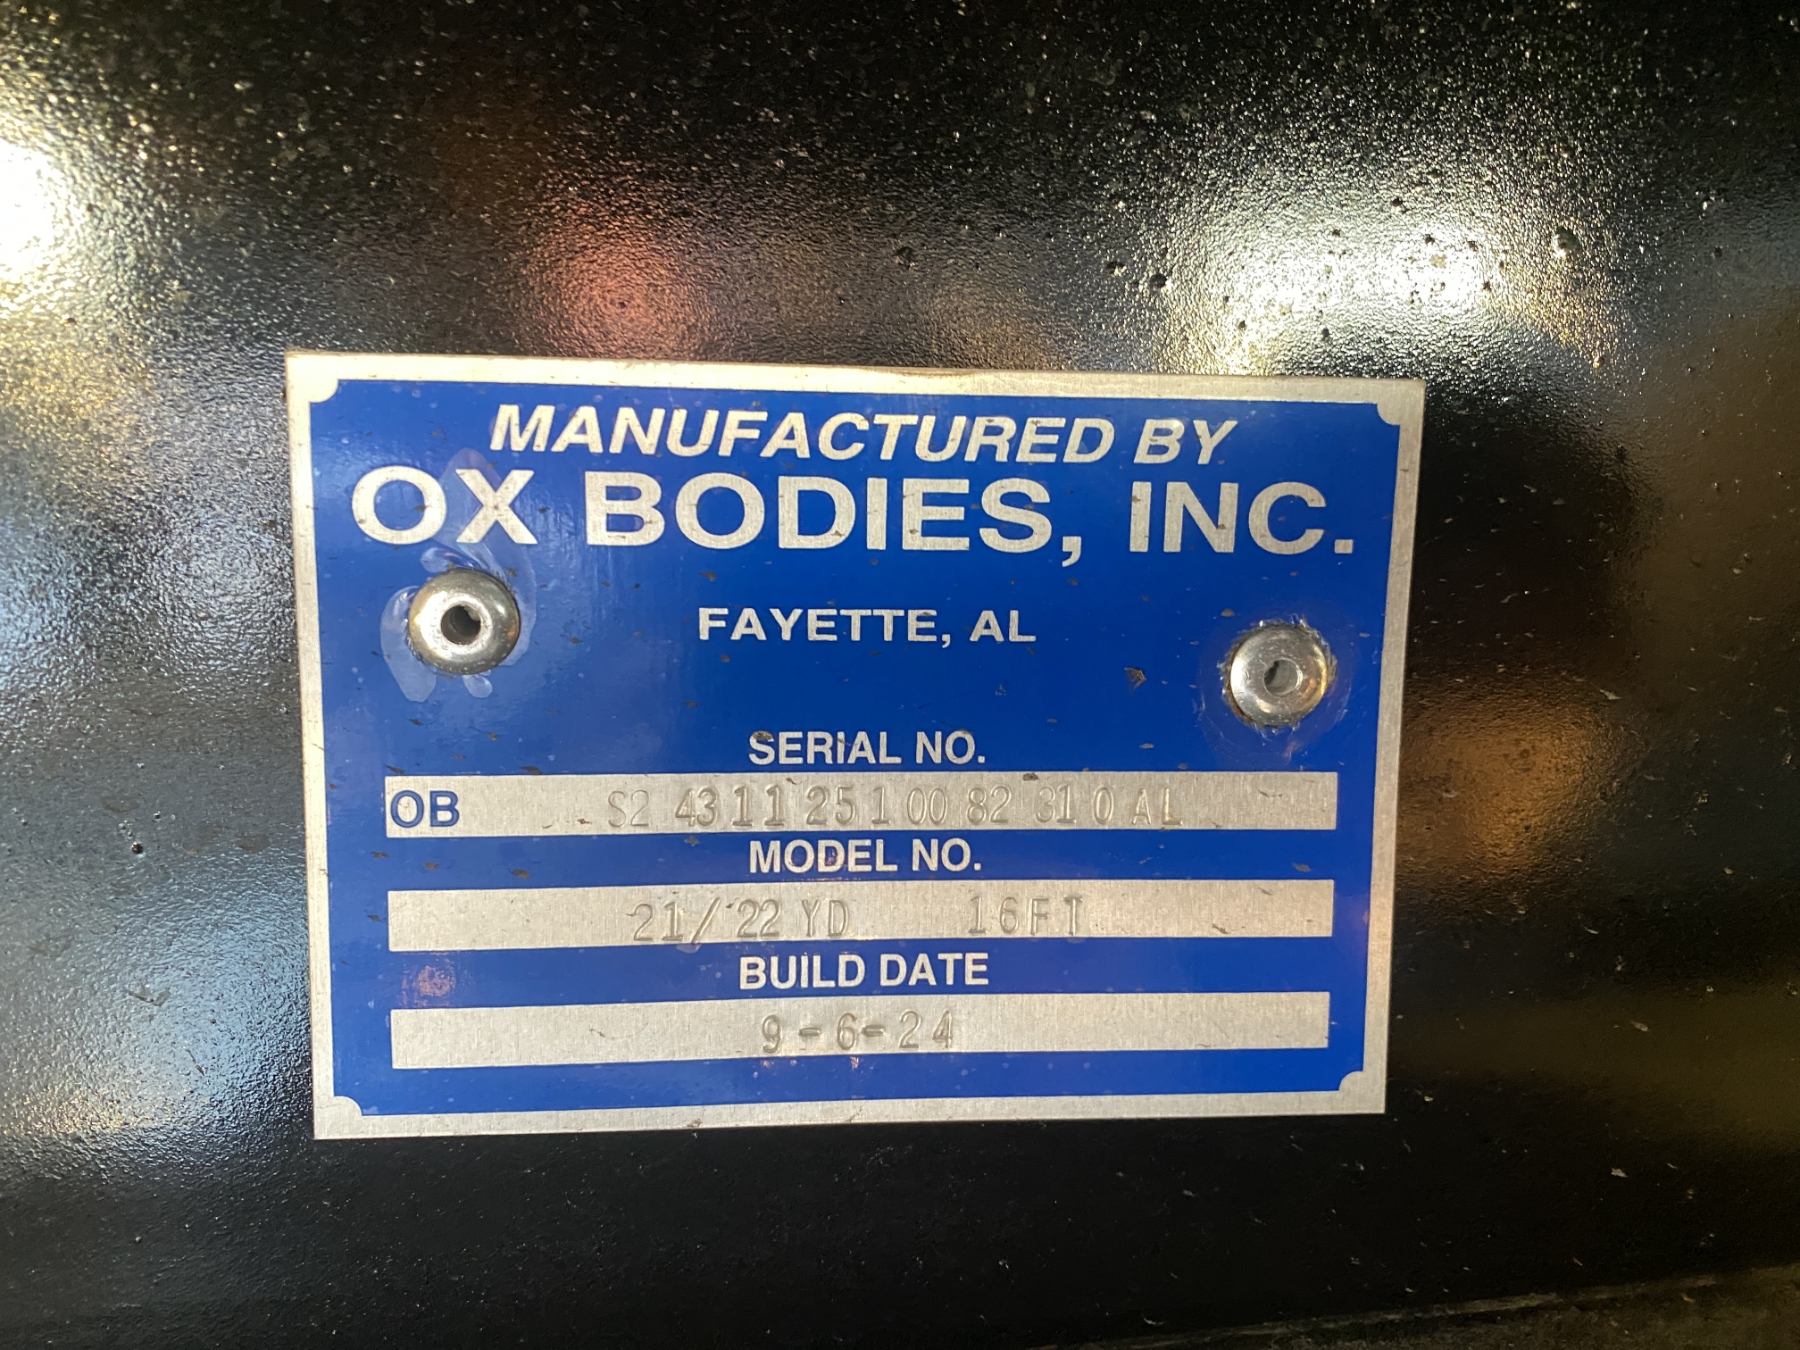 MANUFACTURED BY
OX BODIES, INC.
FAYETTE, AL
SERIAL NO.
OB S2 43 11 25 1 00 82 31 0 AL
MODEL NO.
21/22 YD 16FT
BUILD DATE
9-6-24